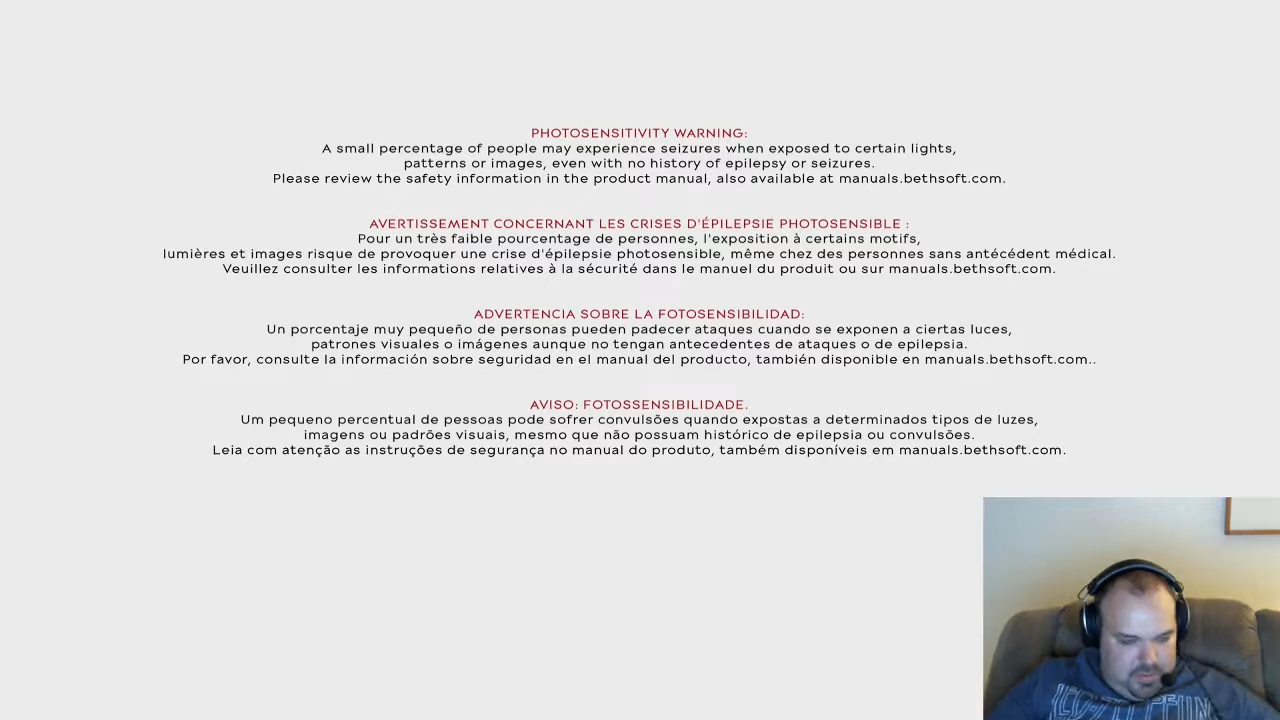 PHOTOSENSITIVITY WARNING:
A small percentage of people may experience seizures when exposed to certain lights,
patterns or images, even with no history of epilepsy or seizures.
Please review the safety information in the product manual, also available at manuals.bethsoft.com.
AVERTISSEMENT CONCERNANT LES CRISES D'ÉPILEPSIE PHOTOSENSIBLE :
Pour un très faible pourcentage de personnes, l'exposition à certains motifs,
lumières et images risque de provoquer une crise d'épilepsie photosensible, même chez des personnes sans antécédent médical.
Veuillez consulter les informations relatives à la sécurité dans le manuel du produit ou sur manuals.bethsoft.com.
ADVERTENCIA SOBRE LA FOTOSENSIBILIDAD:
Un porcentaje muy pequeño de personas pueden padecer ataques cuando se exponen a ciertas luces,
patrones visuales o imágenes aunque no tengan antecedentes de ataques o de epilepsia.
Por favor, consulte la información sobre seguridad en el manual del producto, también disponible en manuals.bethsoft.com..
AVISO: FOTOSSENSIBILIDADE.
Um pequeno percentual de pessoas pode sofrer convulsões quando expostas a determinados tipos de luzes,
imagens ou padrões visuais, mesmo que não possuam histórico de epilepsia ou convulsões.
Leia com atenção as instruções de segurança no manual do produto, também disponíveis em manuals.bethsoft.com.
LED ZEPPELIN